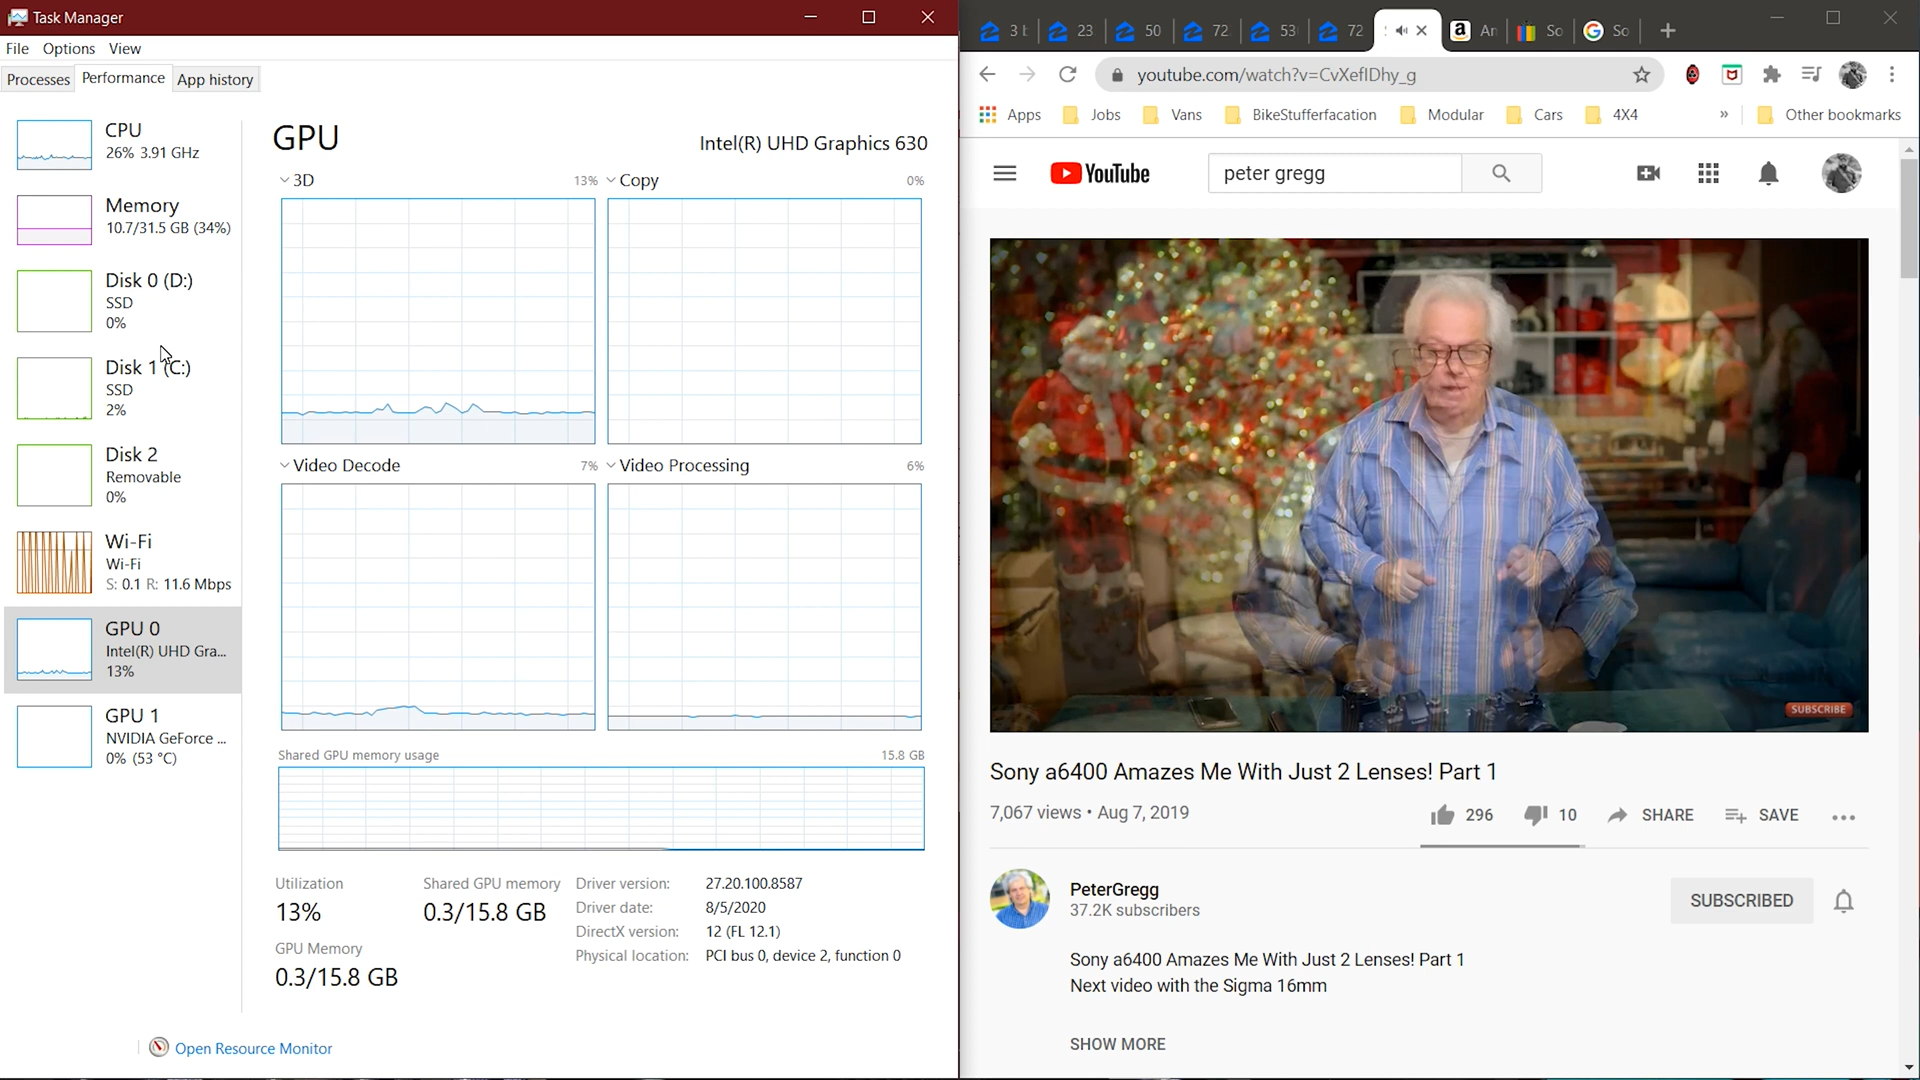 Task Manager
File Options View
Processes Performance App history
CPU
26% 3.91 GHz
Memory
10.7/31.5 GB (34%)
Disk 0 (D:)
SSD
0%
Disk 1 (C:)
SSD
2%
Disk 2
Removable
0%
Wi-Fi
Wi-Fi
S: 0.1 R: 11.6 Mbps
GPU 0
Intel(R) UHD Gra...
13%
GPU 1
NVIDIA GeForce ...
0% (53 °C)
GPU
Intel(R) UHD Graphics 630
3D 13% Copy 0%
Video Decode 7% Video Processing 6%
Shared GPU memory usage 15.8 GB
Utilization
13%
Shared GPU memory
0.3/15.8 GB
GPU Memory
0.3/15.8 GB
Driver version: 27.20.100.8587
Driver date: 8/5/2020
DirectX version: 12 (FL 12.1)
Physical location: PCI bus 0, device 2, function 0
Open Resource Monitor
3 23 50 72 53 72 So So
youtube.com/watch?v=CvXefIDhy_g
Apps Jobs Vans BikeStufferfacation Modular Cars 4X4 » Other bookmarks
YouTube
peter gregg
SUBSCRIBE
Sony a6400 Amazes Me With Just 2 Lenses! Part 1
7,067 views • Aug 7, 2019
296 10 SHARE SAVE
PeterGregg
37.2K subscribers
SUBSCRIBED
Sony a6400 Amazes Me With Just 2 Lenses! Part 1
Next video with the Sigma 16mm
SHOW MORE